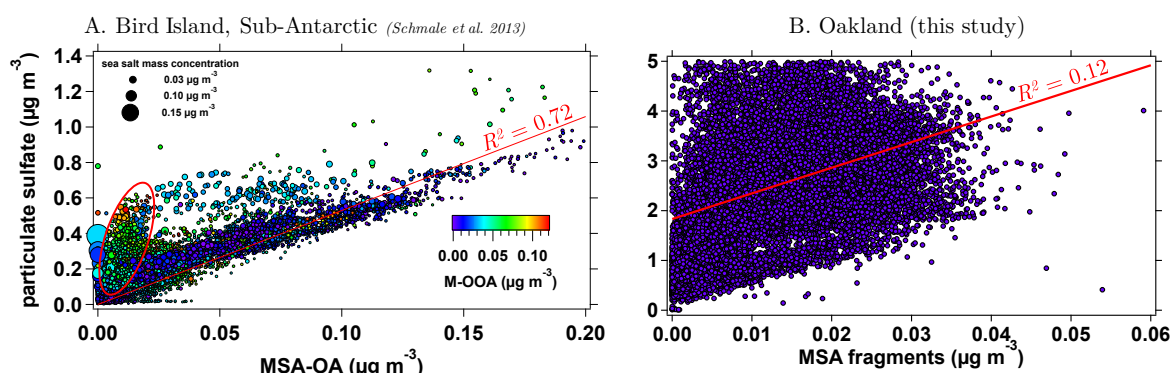 A. Bird Island, Sub-Antarctic (Schmale et al. 2013)
particulate sulfate (µg m⁻³)
1.4
1.2
1.0
0.8
0.6
0.4
0.2
0.0
sea salt mass concentration
0.03 µg m⁻³
0.10 µg m⁻³
0.15 µg m⁻³
R² = 0.72
0.00 0.05 0.10
M-OOA (µg m⁻³)
0.00 0.05 0.10 0.15 0.20
MSA-OA (µg m⁻³)
B. Oakland (this study)
5
4
3
2
1
0
R² = 0.12
0.00 0.01 0.02 0.03 0.04 0.05 0.06
MSA fragments (µg m⁻³)